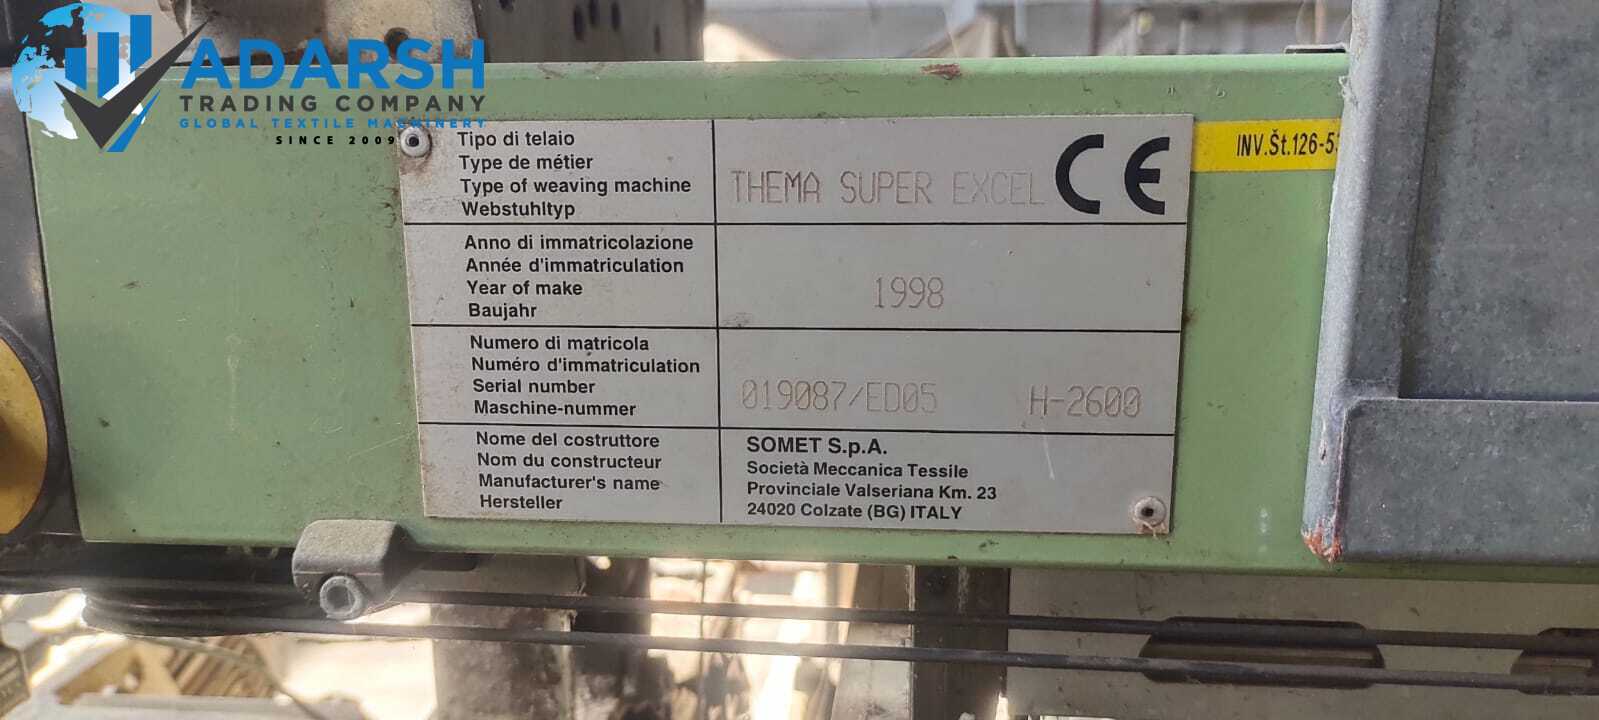 ADARSH
TRADING COMPANY
GLOBAL TEXTILE MACHINERY
SINCE 2009
Tipo di telaio
Type de métier
Type of weaving machine
Webstuhltyp
THEMA SUPER EXCEL
CE
INV.Št.126-53
Anno di immatricolazione
Année d'immatriculation
Year of make
Baujahr
1998
Numero di matricola
Numéro d'immatriculation
Serial number
Maschine-nummer
019087/ED05 H-2600
Nome del costruttore
Nom du constructeur
Manufacturer's name
Hersteller
SOMET S.p.A.
Società Meccanica Tessile
Provinciale Valseriana Km. 23
24020 Colzate (BG) ITALY